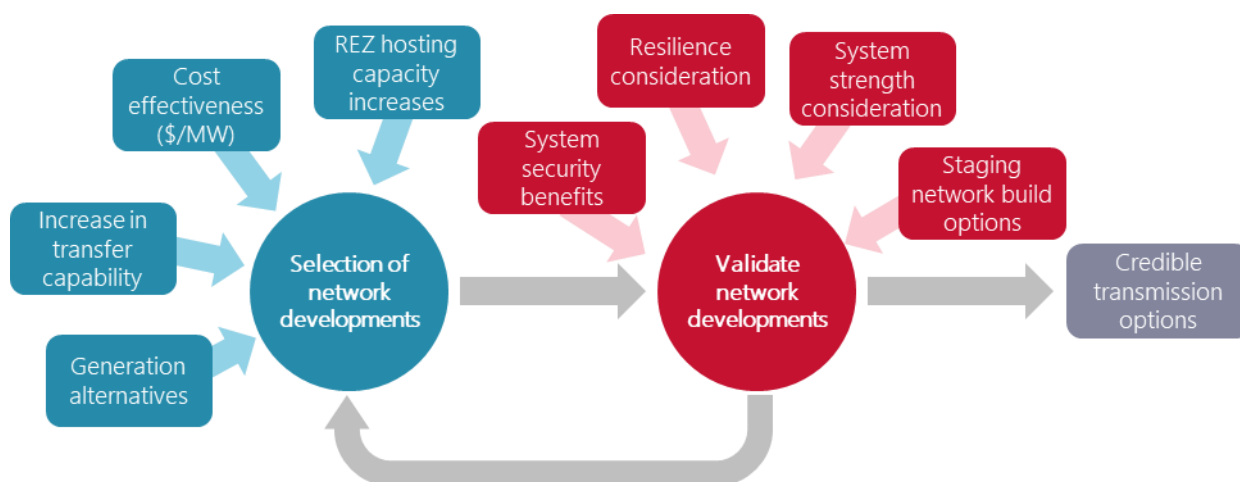 Cost
effectiveness
($/MW)
REZ hosting
capacity
increases
Increase in
transfer
capability
Generation
alternatives
Selection of
network
developments
System
security
benefits
Resilience
consideration
System
strength
consideration
Staging
network build
options
Validate
network
developments
Credible
transmission
options